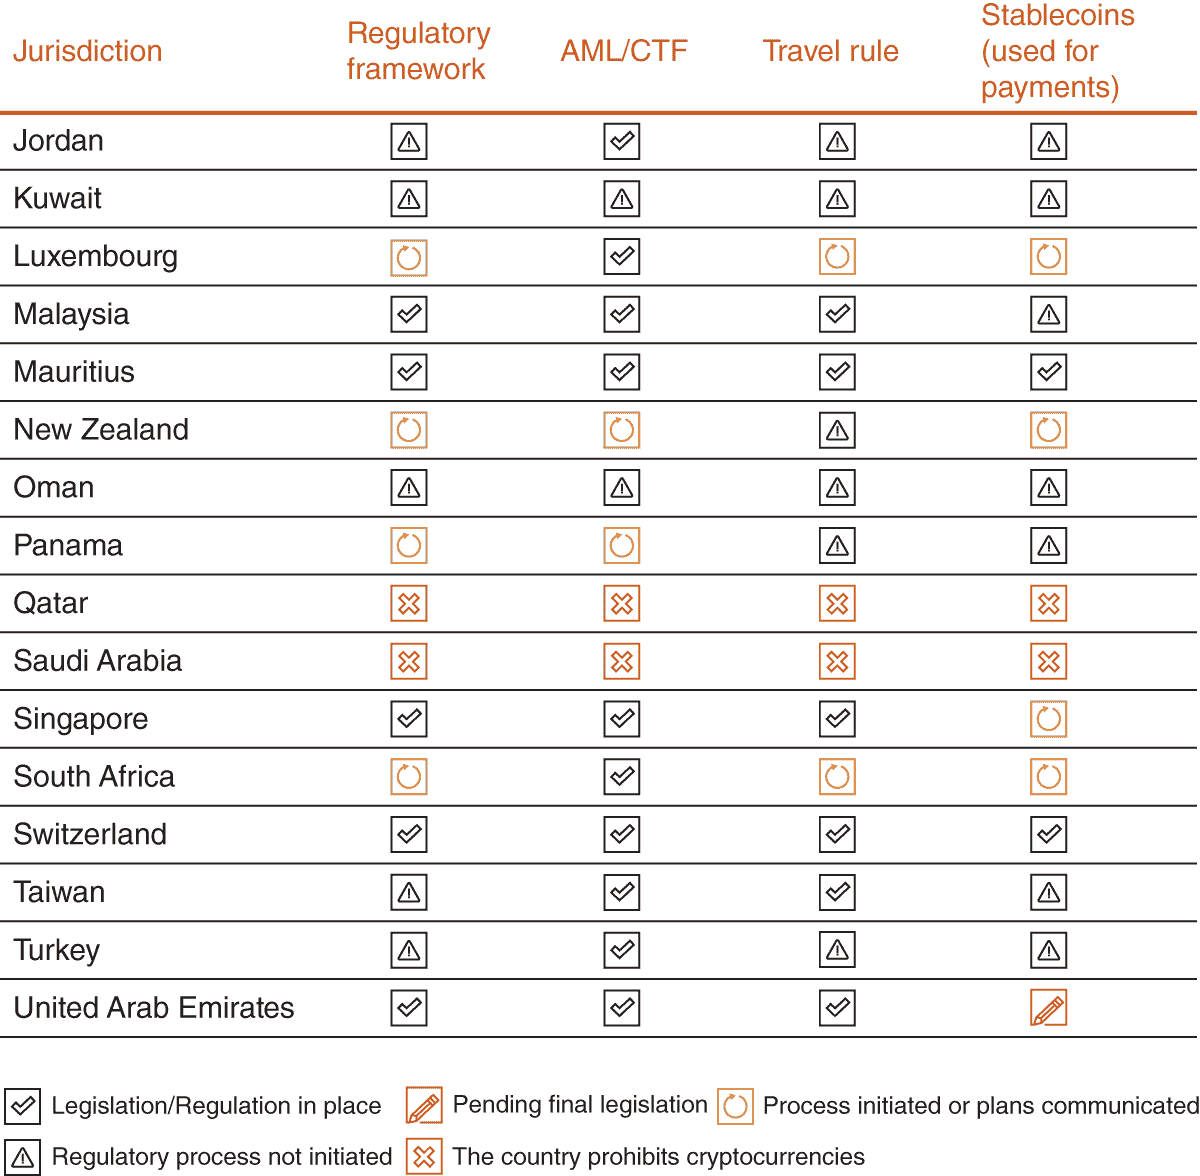 Jurisdiction
Regulatory
framework
AML/CTF
Travel rule
Stablecoins
(used for
payments)
Jordan
Kuwait
Luxembourg
Malaysia
Mauritius
New Zealand
Oman
Panama
Qatar
Saudi Arabia
Singapore
South Africa
Switzerland
Taiwan
Turkey
United Arab Emirates
Legislation/Regulation in place
Pending final legislation
Process initiated or plans communicated
Regulatory process not initiated
The country prohibits cryptocurrencies